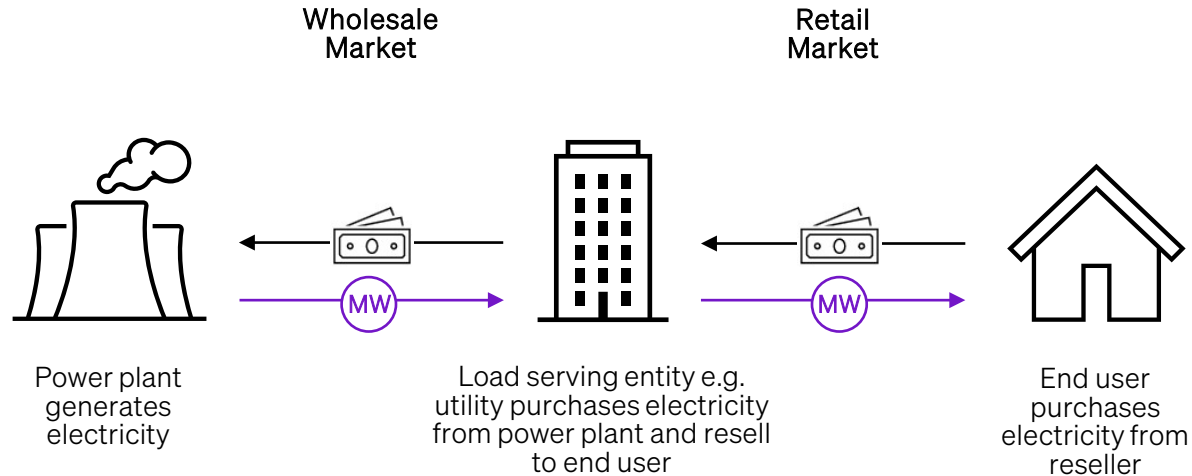 Wholesale
Market
Retail
Market
MW
MW
Power plant
generates
electricity
Load serving entity e.g.
utility purchases electricity
from power plant and resell
to end user
End user
purchases
electricity from
reseller